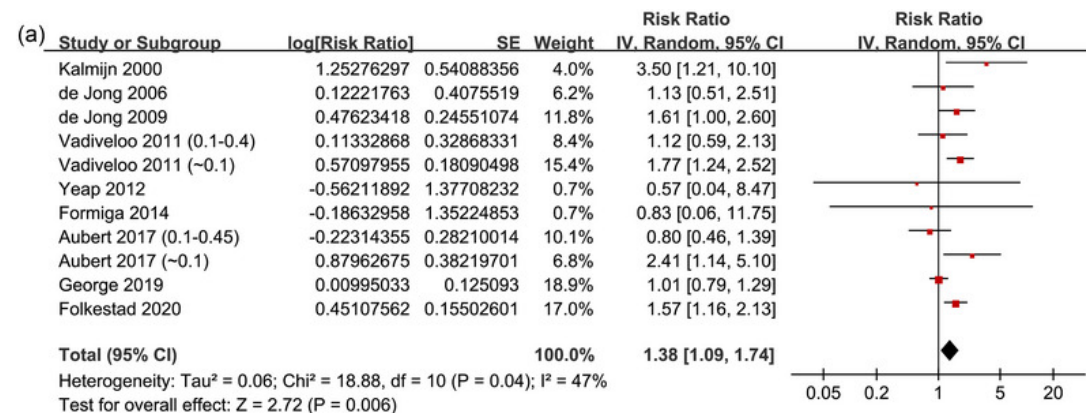 Risk Ratio Risk Ratio
(a) Study or Subgroup log[Risk Ratio] SE Weight IV, Random, 95% CI IV, Random, 95% CI
Kalmijn 2000 1.25276297 0.54088356 4.0% 3.50 [1.21, 10.10]
de Jong 2006 0.12221763 0.4075519 6.2% 1.13 [0.51, 2.51]
de Jong 2009 0.47623418 0.24551074 11.8% 1.61 [1.00, 2.60]
Vadiveloo 2011 (0.1-0.4) 0.11332868 0.32868331 8.4% 1.12 [0.59, 2.13]
Vadiveloo 2011 (~0.1) 0.57097955 0.18090498 15.4% 1.77 [1.24, 2.52]
Yeap 2012 -0.56211892 1.37708232 0.7% 0.57 [0.04, 8.47]
Formiga 2014 -0.18632958 1.35224853 0.7% 0.83 [0.06, 11.75]
Aubert 2017 (0.1-0.45) -0.22314355 0.28210014 10.1% 0.80 [0.46, 1.39]
Aubert 2017 (~0.1) 0.87962675 0.38219701 6.8% 2.41 [1.14, 5.10]
George 2019 0.00995033 0.125093 18.9% 1.01 [0.79, 1.29]
Folkestad 2020 0.45107562 0.15502601 17.0% 1.57 [1.16, 2.13]
Total (95% CI) 100.0% 1.38 [1.09, 1.74]
Heterogeneity: Tau² = 0.06; Chi² = 18.88, df = 10 (P = 0.04); I² = 47%
Test for overall effect: Z = 2.72 (P = 0.006)
0.05 0.2 1 5 20